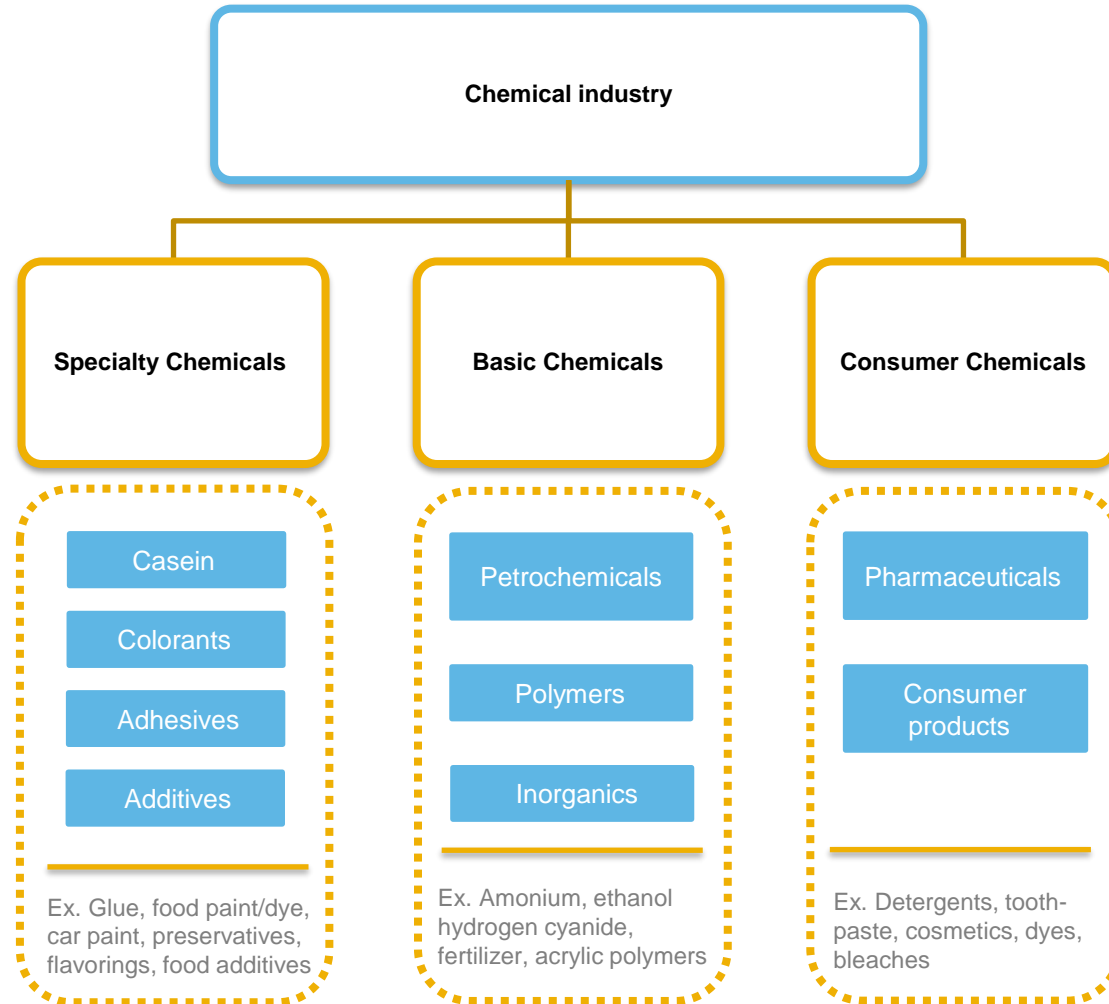 Chemical industry
Specialty Chemicals
Basic Chemicals
Consumer Chemicals
Casein
Colorants
Adhesives
Additives
Ex. Glue, food paint/dye,
car paint, preservatives,
flavorings, food additives
Petrochemicals
Polymers
Inorganics
Ex. Amonium, ethanol
hydrogen cyanide,
fertilizer, acrylic polymers
Pharmaceuticals
Consumer
products
Ex. Detergents, tooth-
paste, cosmetics, dyes,
bleaches